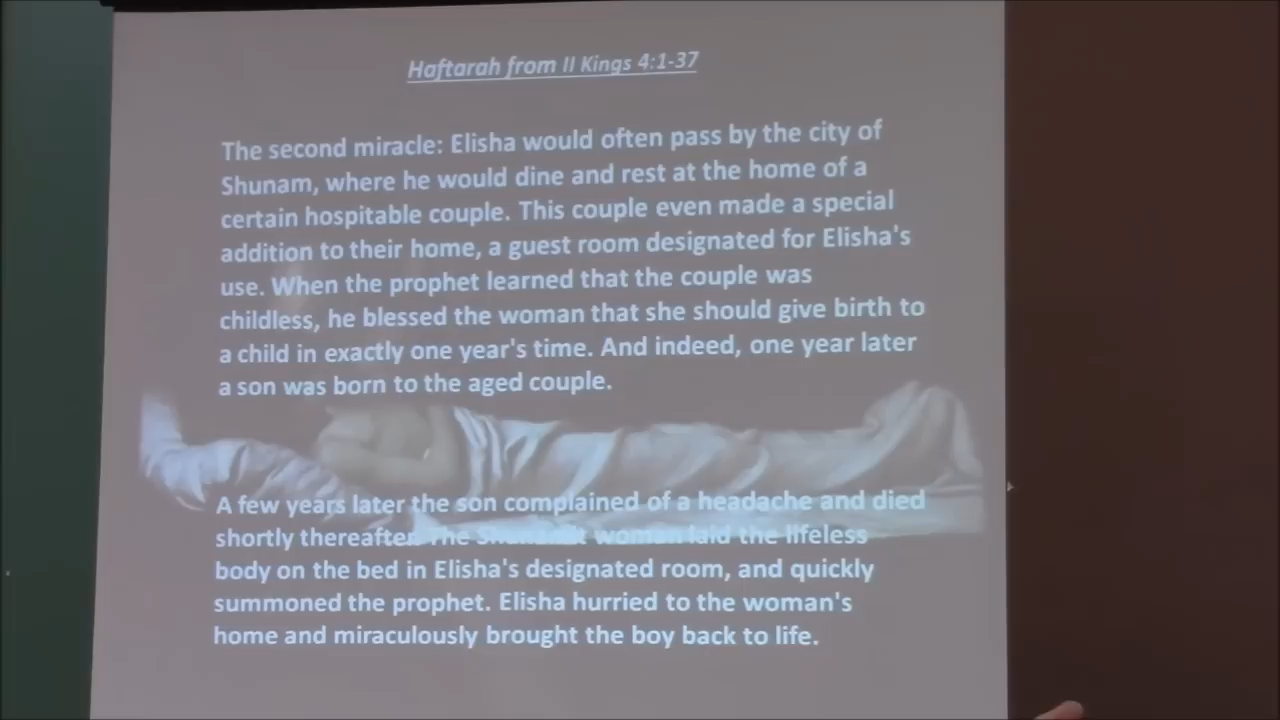 Haftarah from II Kings 4:1-37
The second miracle: Elisha would often pass by the city of
Shunam, where he would dine and rest at the home of a
certain hospitable couple. This couple even made a special
addition to their home, a guest room designated for Elisha's
use. When the prophet learned that the couple was
childless, he blessed the woman that she should give birth to
a child in exactly one year's time. And indeed, one year later
a son was born to the aged couple.
A few years later the son complained of a headache and died
shortly thereafter. The woman laid the lifeless
body on the bed in Elisha's designated room, and quickly
summoned the prophet. Elisha hurried to the woman's
home and miraculously brought the boy back to life.